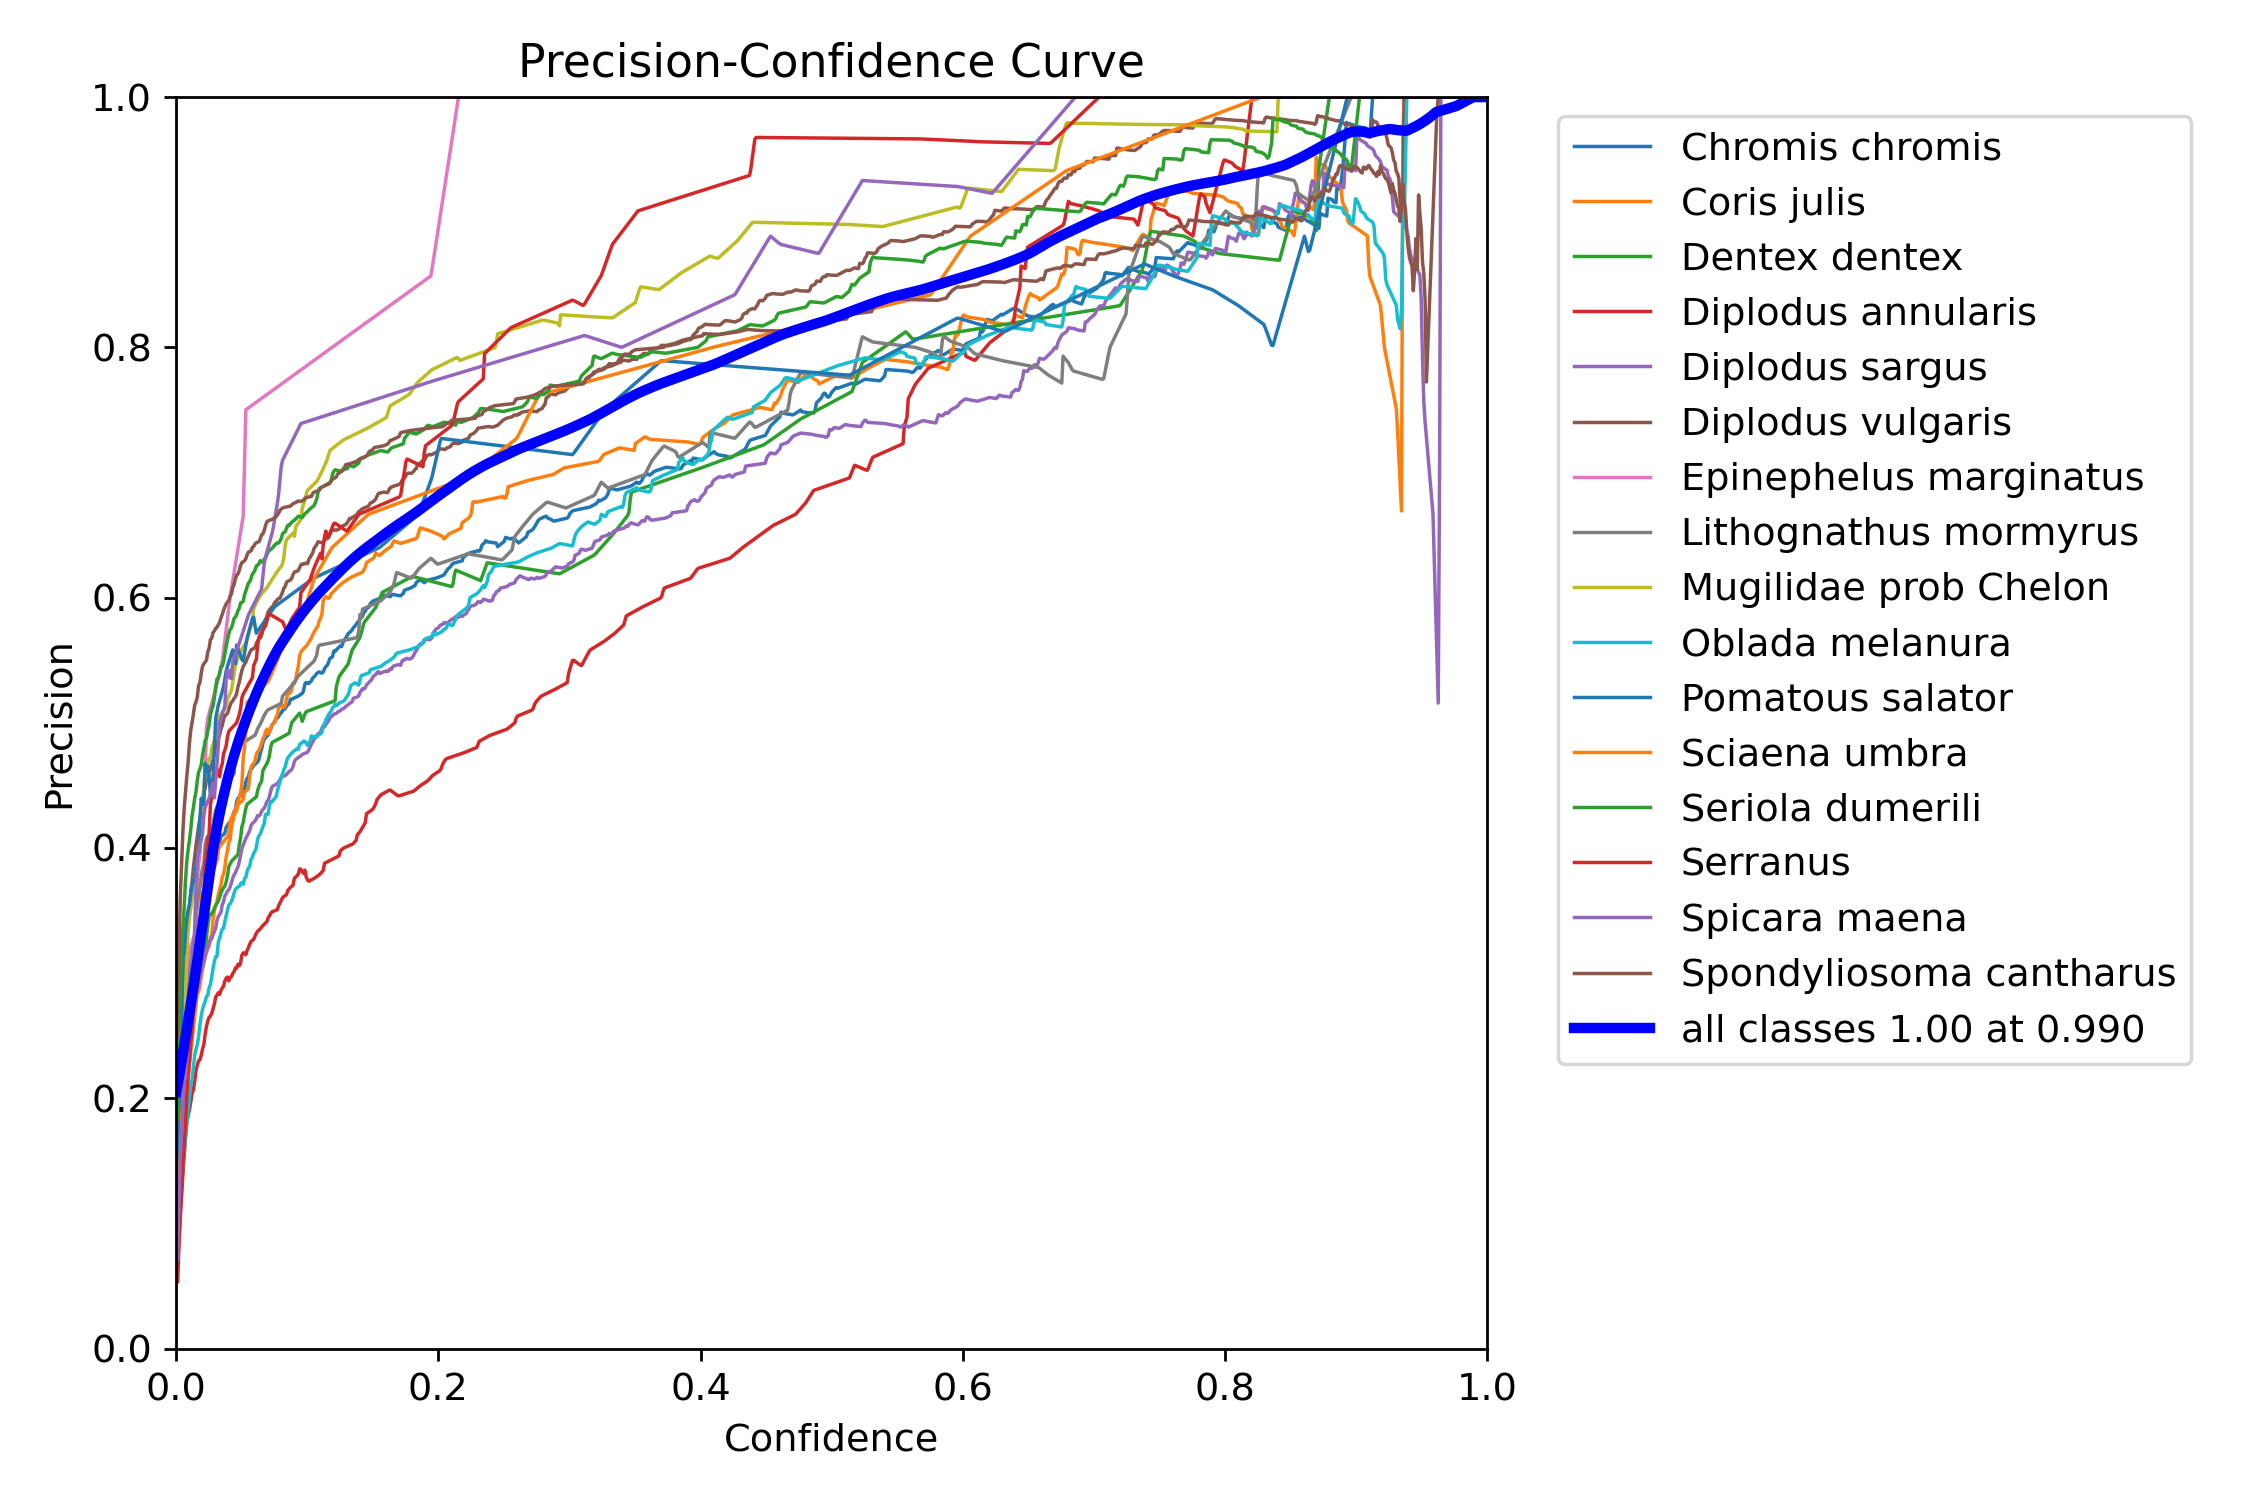 Precision-Confidence Curve
1.0
0.8
0.6
0.4
0.2
0.0
Precision
0.0 0.2 0.4 0.6 0.8 1.0
Confidence
Chromis chromis
Coris julis
Dentex dentex
Diplodus annularis
Diplodus sargus
Diplodus vulgaris
Epinephelus marginatus
Lithognathus mormyrus
Mugilidae prob Chelon
Oblada melanura
Pomatous salator
Sciaena umbra
Seriola dumerili
Serranus
Spicara maena
Spondyliosoma cantharus
all classes 1.00 at 0.990